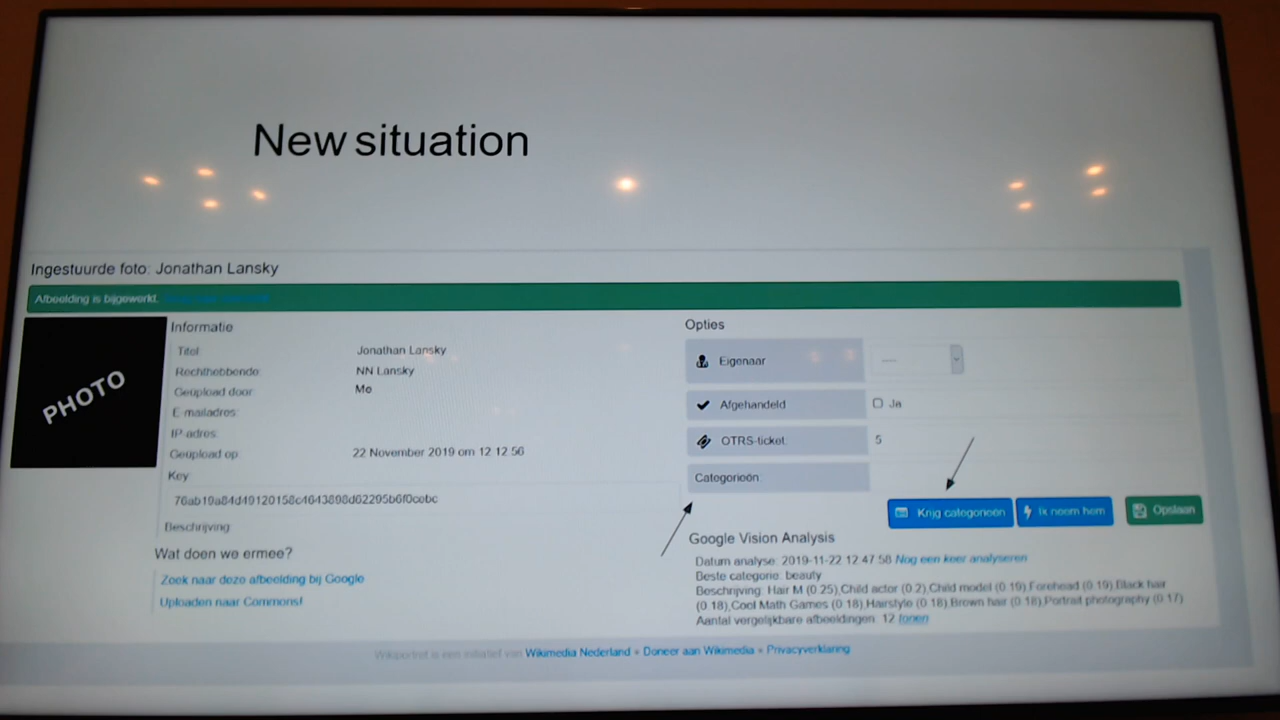 New situation
Ingestuurde foto: Jonathan Lansky
Afbeelding is bijgewerkt.
PHOTO
Informatie
Titel Jonathan Lansky
Rechthebbende: NN Lansky
Geüpload door: Me
E-mailadres:
IP-adres:
Geüpload op: 22 November 2019 om 12:12:56
Key
Beschrijving:
Wat doen we ermee?
Zoek naar deze afbeelding bij Google
Uploaden naar Commons!
Opties
Eigenaar ----
Afgehandeld Ja
OTRS-ticket 5
Categorieën:
Krijg categorieën Ik neem hem Opslaan
Google Vision Analysis
Datum analyse: 2019-11-22 12:47:58 Nog een keer analyseren
Beste categorie: beauty
Beschrijving: Hair M (0.25),Child actor (0.2),Child model (0.19),Forehead (0.19),Black hair
(0.18),Cool Math Games (0.18),Hairstyle (0.18),Brown hair (0.18),Portrait photography (0.17)
Aantal vergelijkbare afbeeldingen: 12 tonen
Wikiportret is een initiatief van Wikimedia Nederland • Doneer aan Wikimedia • Privacyverklaring